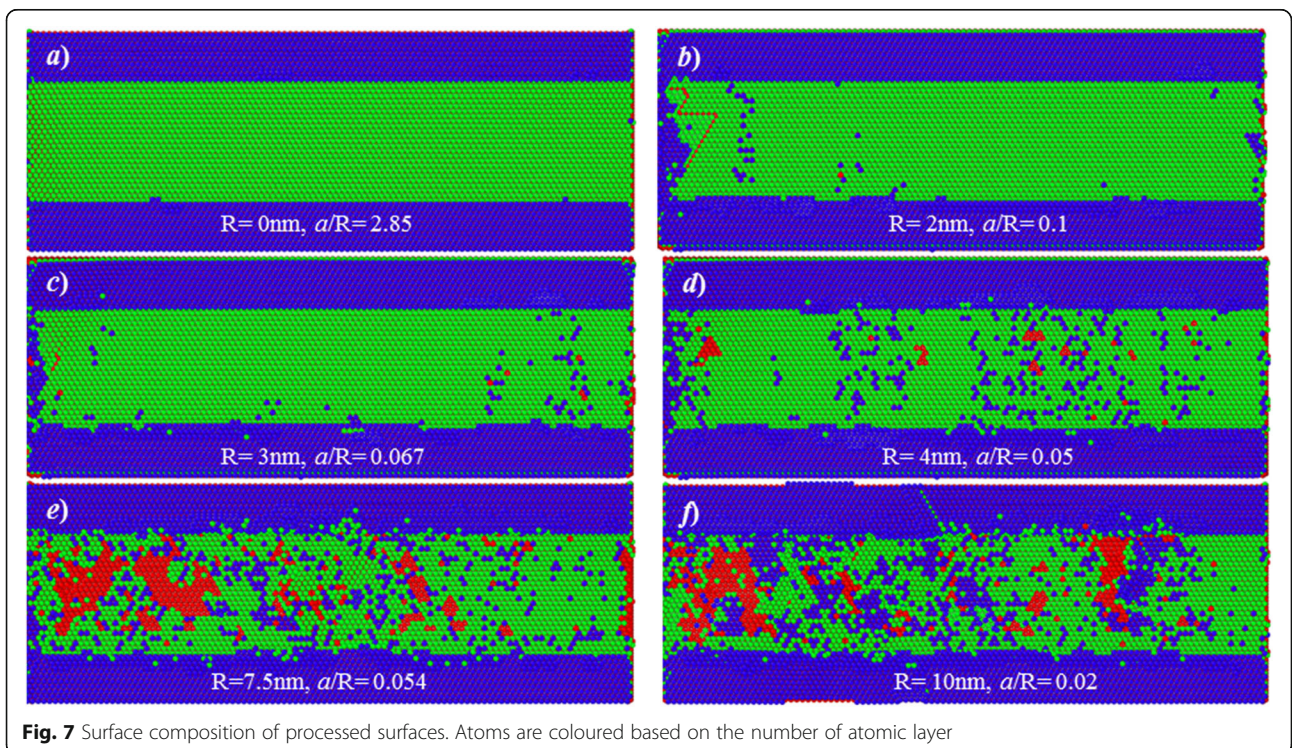 a)
R= 0nm, a/R= 2.85
b)
R= 2nm, a/R= 0.1
c)
R= 3nm, a/R= 0.067
d)
R= 4nm, a/R= 0.05
e)
R=7.5nm, a/R= 0.054
f)
R= 10nm, a/R= 0.02
Fig. 7 Surface composition of processed surfaces. Atoms are coloured based on the number of atomic layer